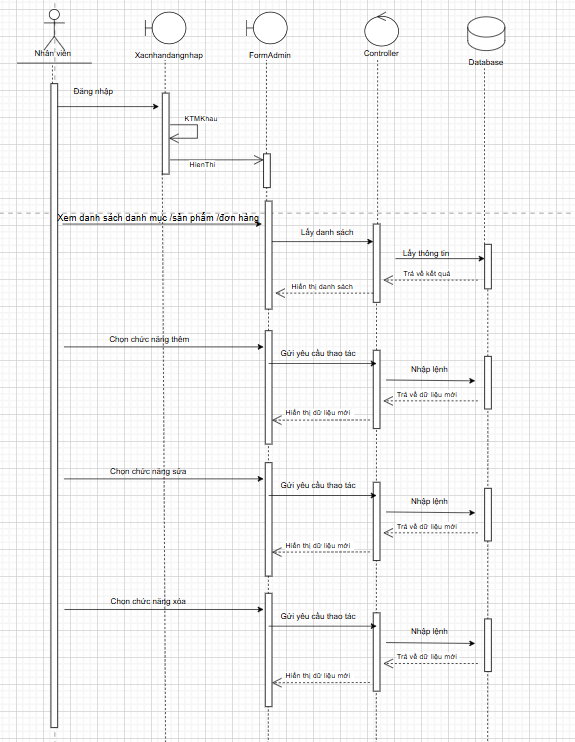 Nhân viên
Xacnhandangnhap
FormAdmin
Controller
Database
Đăng nhập
KTMKhau
HienThi
Xem danh sách danh mục /sản phẩm /đơn hàng
Lấy danh sách
Lấy thông tin
Trả về kết quả
Hiển thị danh sách
Chọn chức năng thêm
Gửi yêu cầu thao tác
Nhập lệnh
Trả về dữ liệu mới
Hiển thị dữ liệu mới
Chọn chức năng sửa
Gửi yêu cầu thao tác
Nhập lệnh
Trả về dữ liệu mới
Hiển thị dữ liệu mới
Chọn chức năng xóa
Gửi yêu cầu thao tác
Nhập lệnh
Trả về dữ liệu mới
Hiển thị dữ liệu mới